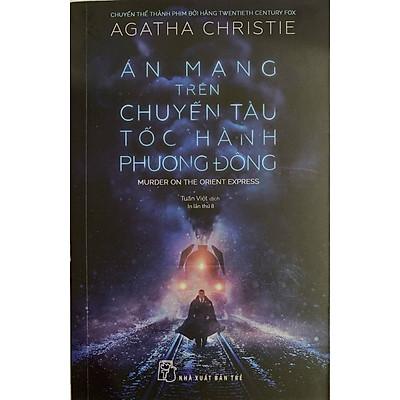 CHUYỂN THỂ THÀNH PHIM BỞI HÃNG TWENTIETH CENTURY FOX
AGATHA CHRISTIE
ÁN MẠNG
TRÊN
CHUYẾN TÀU
TỐC HÀNH
PHƯƠNG ĐÔNG
MURDER ON THE ORIENT EXPRESS
Tuấn Việt dịch
In lần thứ 8
NHÀ XUẤT BẢN TRẺ